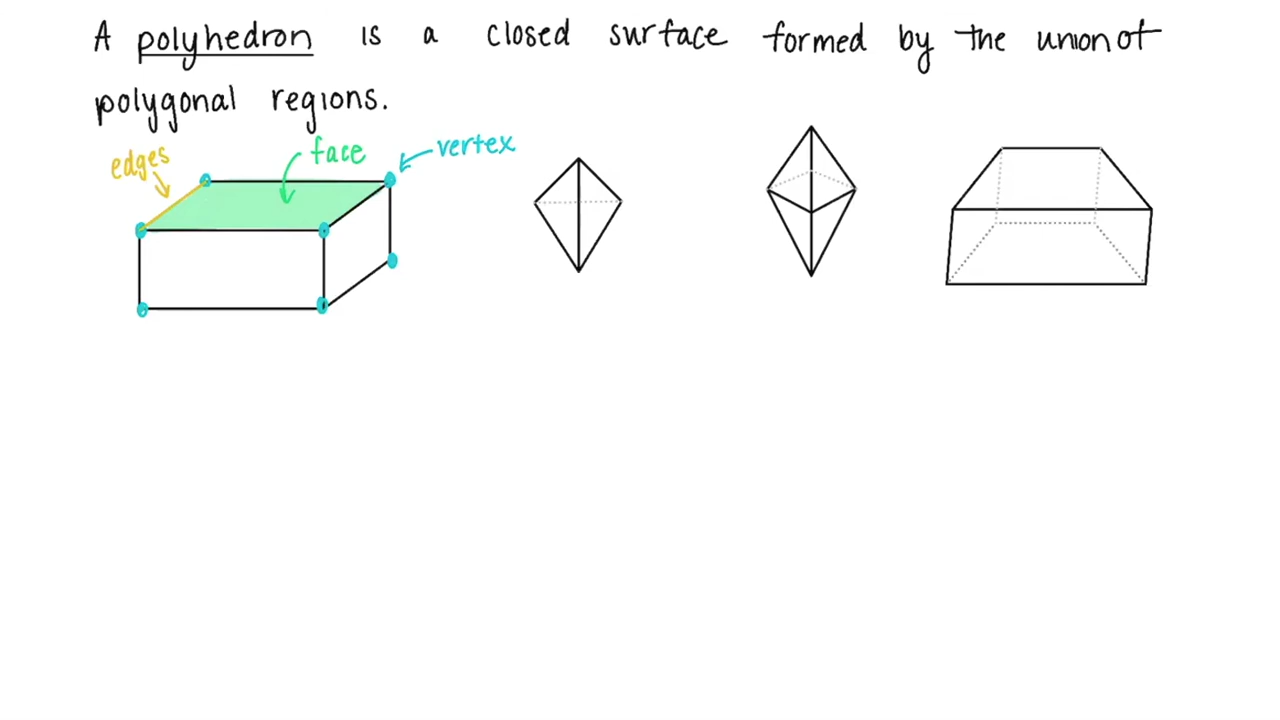 A polyhedron is a closed surface formed by the union of
polygonal regions.
edges
face
vertex